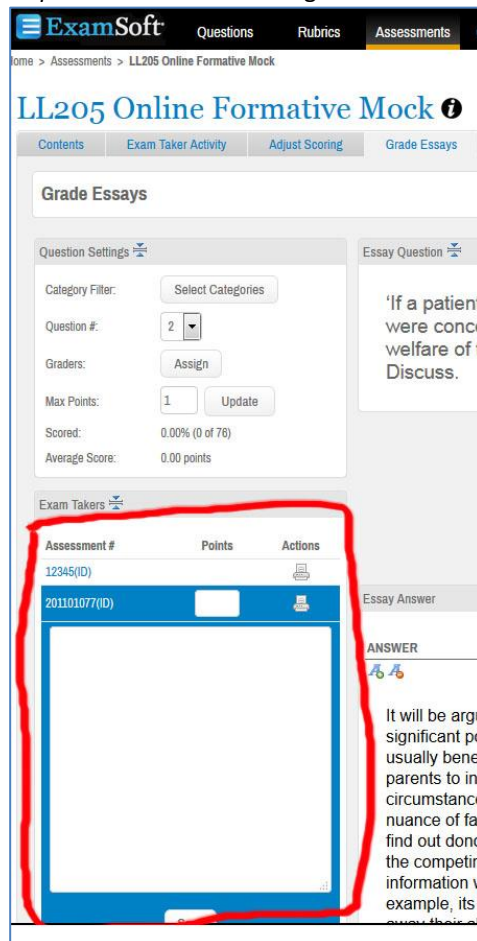 ExamSoft Questions Rubrics Assessments
> Assessments > LL205 Online Formative Mock
LL205 Online Formative Mock
Contents Exam Taker Activity Adjust Scoring Grade Essays
Grade Essays
Question Settings
Category Filter: Select Categories
Question #: 2
Graders: Assign
Max Points: 1 Update
Scored: 0.00% (0 of 76)
Average Score: 0.00 points
Essay Question
'If a patien
were conc
welfare of
Discuss.
Exam Takers
Assessment # Points Actions
12345(ID)
201101077(ID)
Essay Answer
ANSWER
It will be argu
significant po
usually bene
parents to in
circumstance
nuance of fa
find out dono
the competin
information
example, its